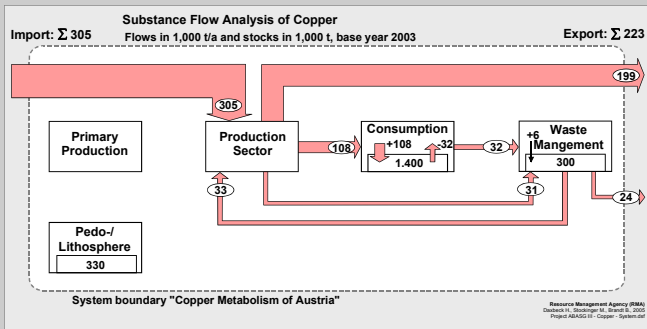 Substance Flow Analysis of Copper
Import: Σ 305
Flows in 1,000 t/a and stocks in 1,000 t, base year 2003
Export: Σ 223
199
305
Primary
Production
Production
Sector
108
Consumption
+108
-32
1.400
32
Waste
Mangement
+6
300
33
31
24
Pedo-/
Lithosphere
330
System boundary "Copper Metabolism of Austria"
Resource Management Agency (RMA)
Daxbeck H., Stockinger M., Brandt B., 2005
Project ABASG III - Copper - System.dsf